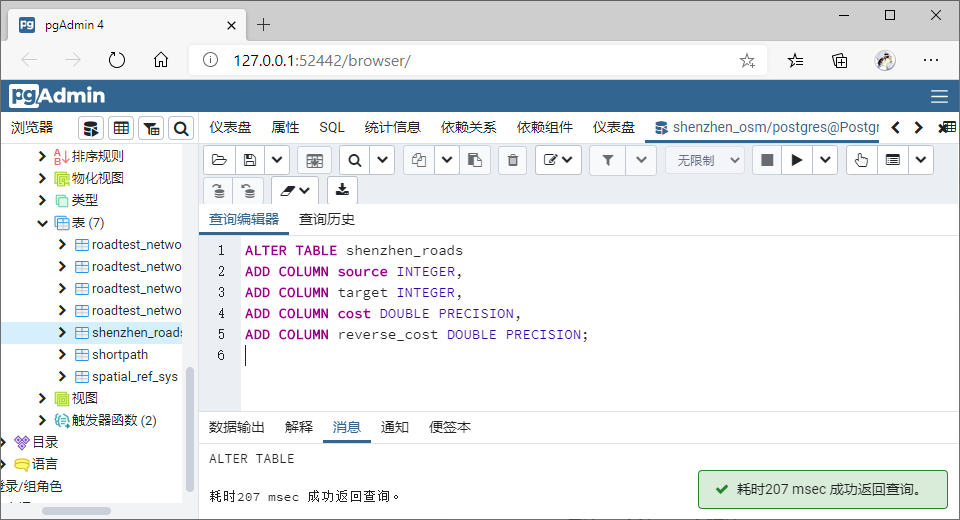 pgAdmin 4
127.0.0.1:52442/browser/
pgAdmin
浏览器
仪表盘 属性 SQL 统计信息 依赖关系 依赖组件 仪表盘 shenzhen_osm/postgres@Postgr
排序规则
物化视图
类型
表 (7)
roadtest_netwo
roadtest_netwo
roadtest_netwo
roadtest_netwo
shenzhen_roads
shortpath
spatial_ref_sys
视图
触发器函数 (2)
目录
语言
登录/组角色
无限制
查询编辑器 查询历史
1 ALTER TABLE shenzhen_roads
2 ADD COLUMN source INTEGER,
3 ADD COLUMN target INTEGER,
4 ADD COLUMN cost DOUBLE PRECISION,
5 ADD COLUMN reverse_cost DOUBLE PRECISION;
6
数据输出 解释 消息 通知 便签本
ALTER TABLE
耗时207 msec 成功返回查询。
耗时207 msec 成功返回查询。